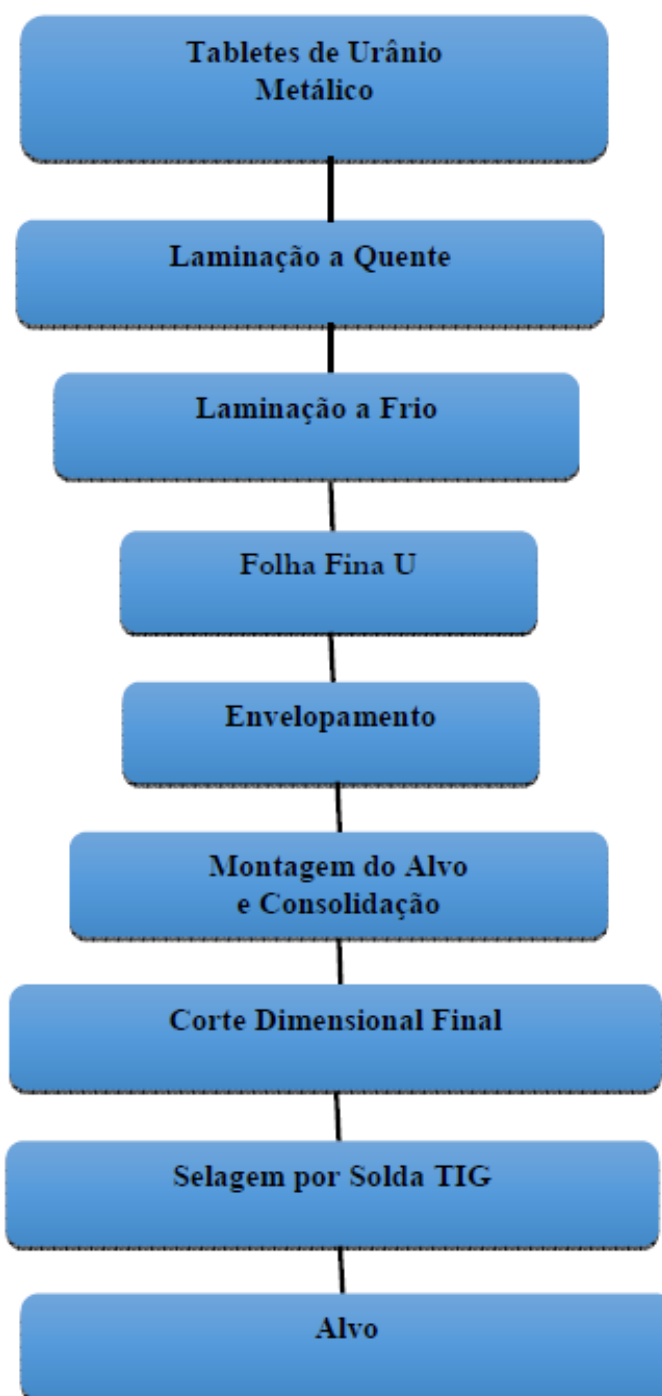 Tabletes de Urânio
Metálico
Laminação a Quente
Laminação a Frio
Folha Fina U
Envelopamento
Montagem do Alvo
e Consolidação
Corte Dimensional Final
Selagem por Solda TIG
Alvo